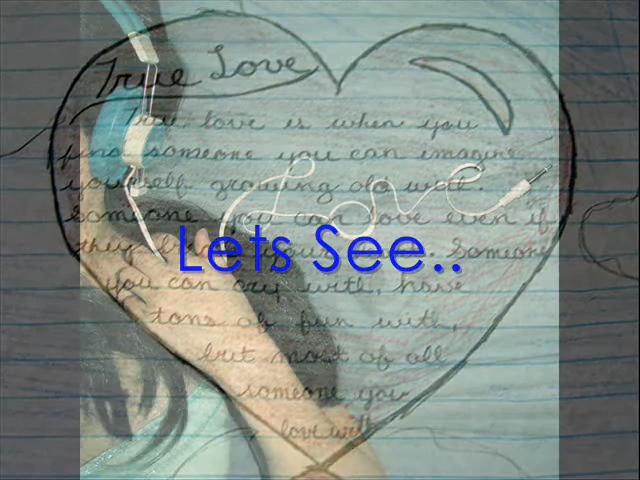 True Love
True love is when you
find someone you can imagine
yourself growing old with.
Love
Someone you can love even if
Lets See..
they your Someone
you can cry with, have
tons of fun with,
but most of all
someone you
love with